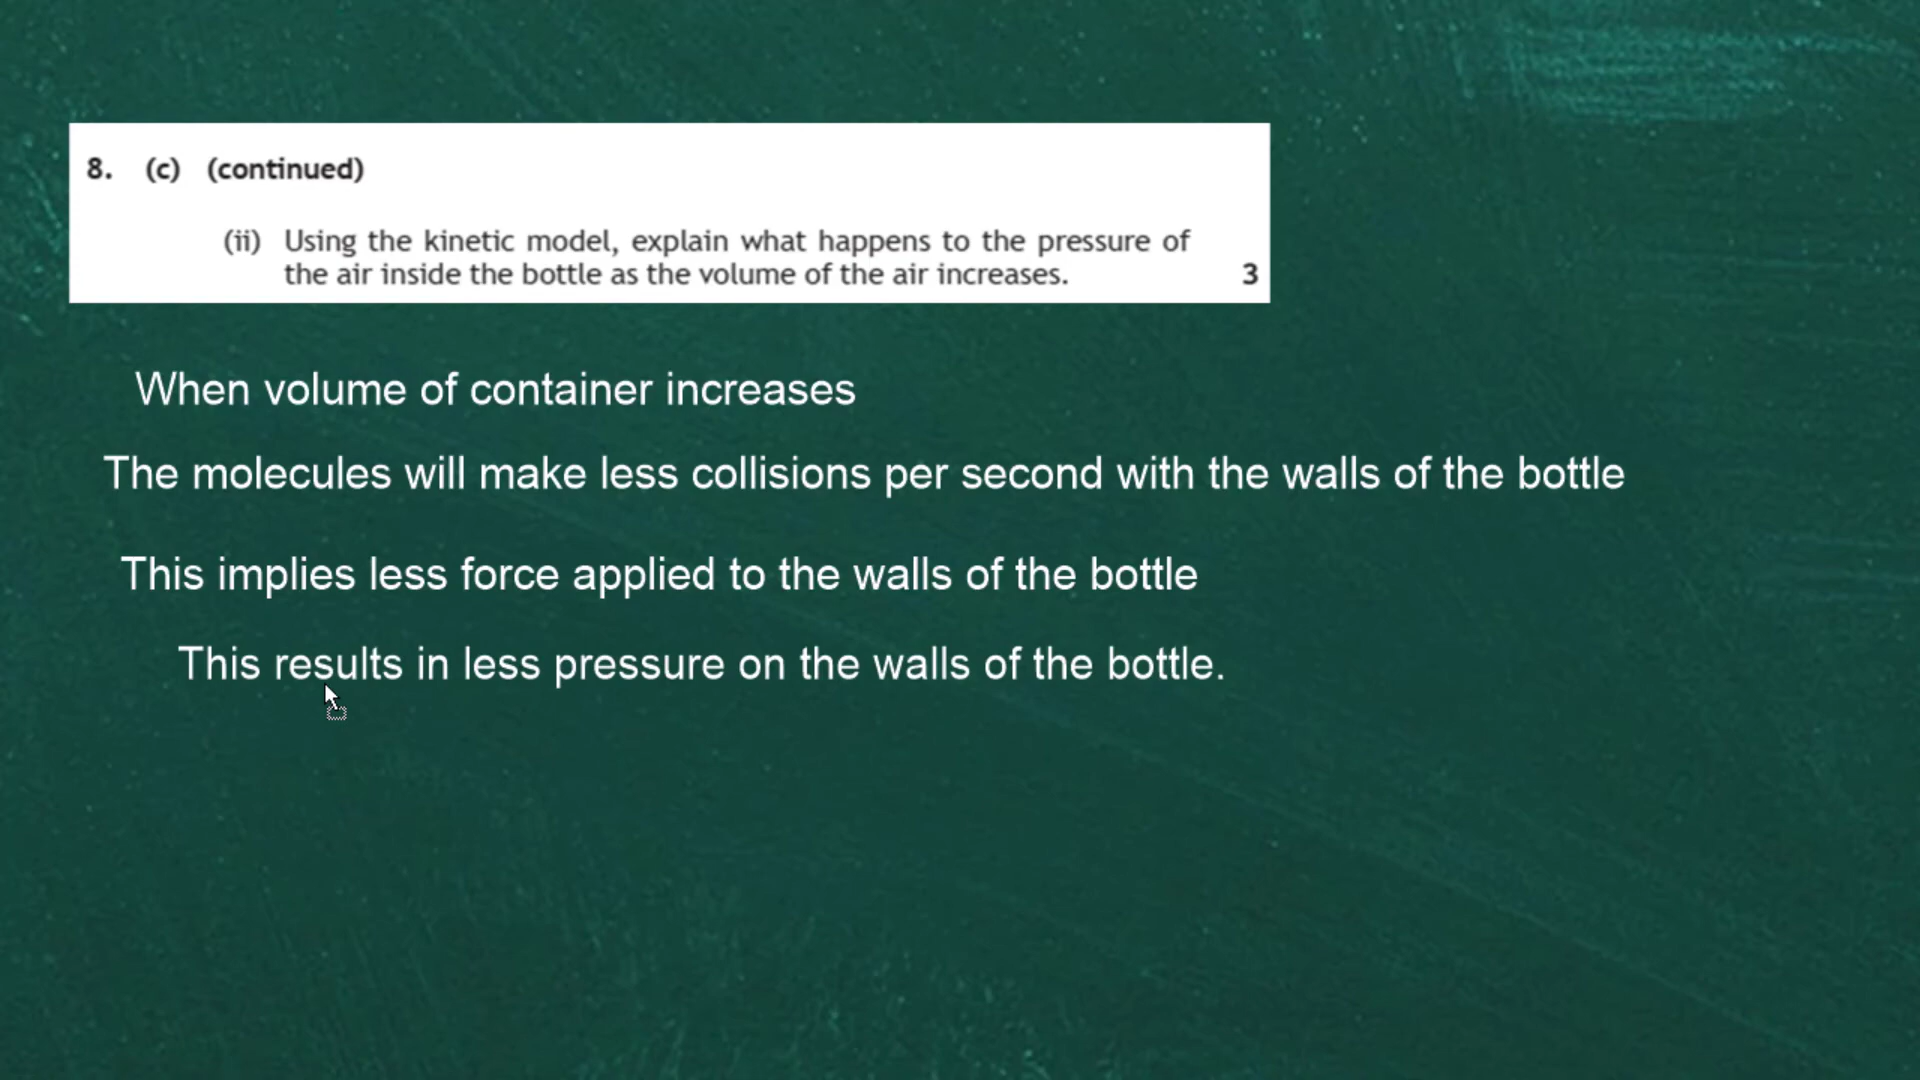 8. (c) (continued)
(ii) Using the kinetic model, explain what happens to the pressure of
the air inside the bottle as the volume of the air increases. 3
When volume of container increases
The molecules will make less collisions per second with the walls of the bottle
This implies less force applied to the walls of the bottle
This results in less pressure on the walls of the bottle.